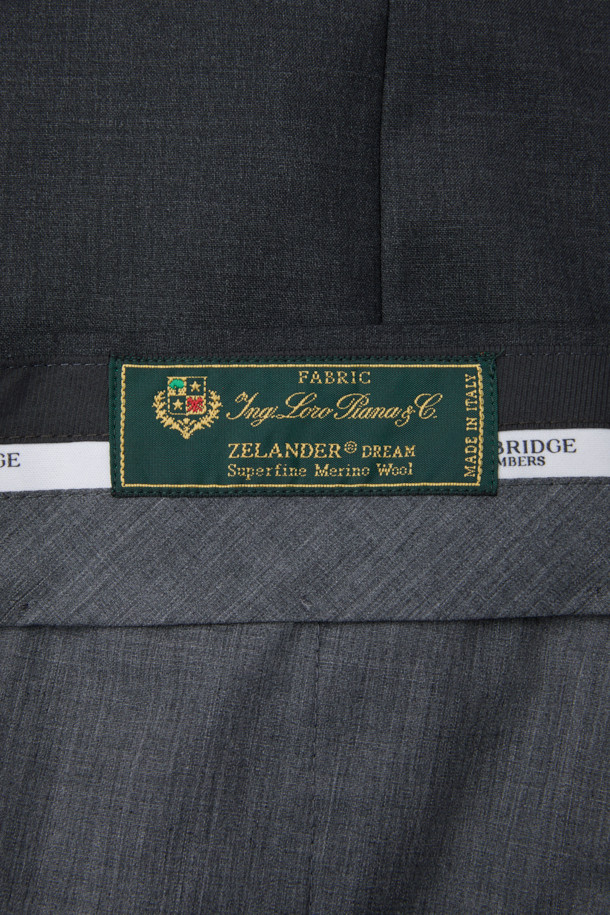 FABRIC
Ing. Loro Piana & C.
ZELANDER® DREAM
Superfine Merino Wool
MADE IN ITALY
GE
BRIDGE
MBERS